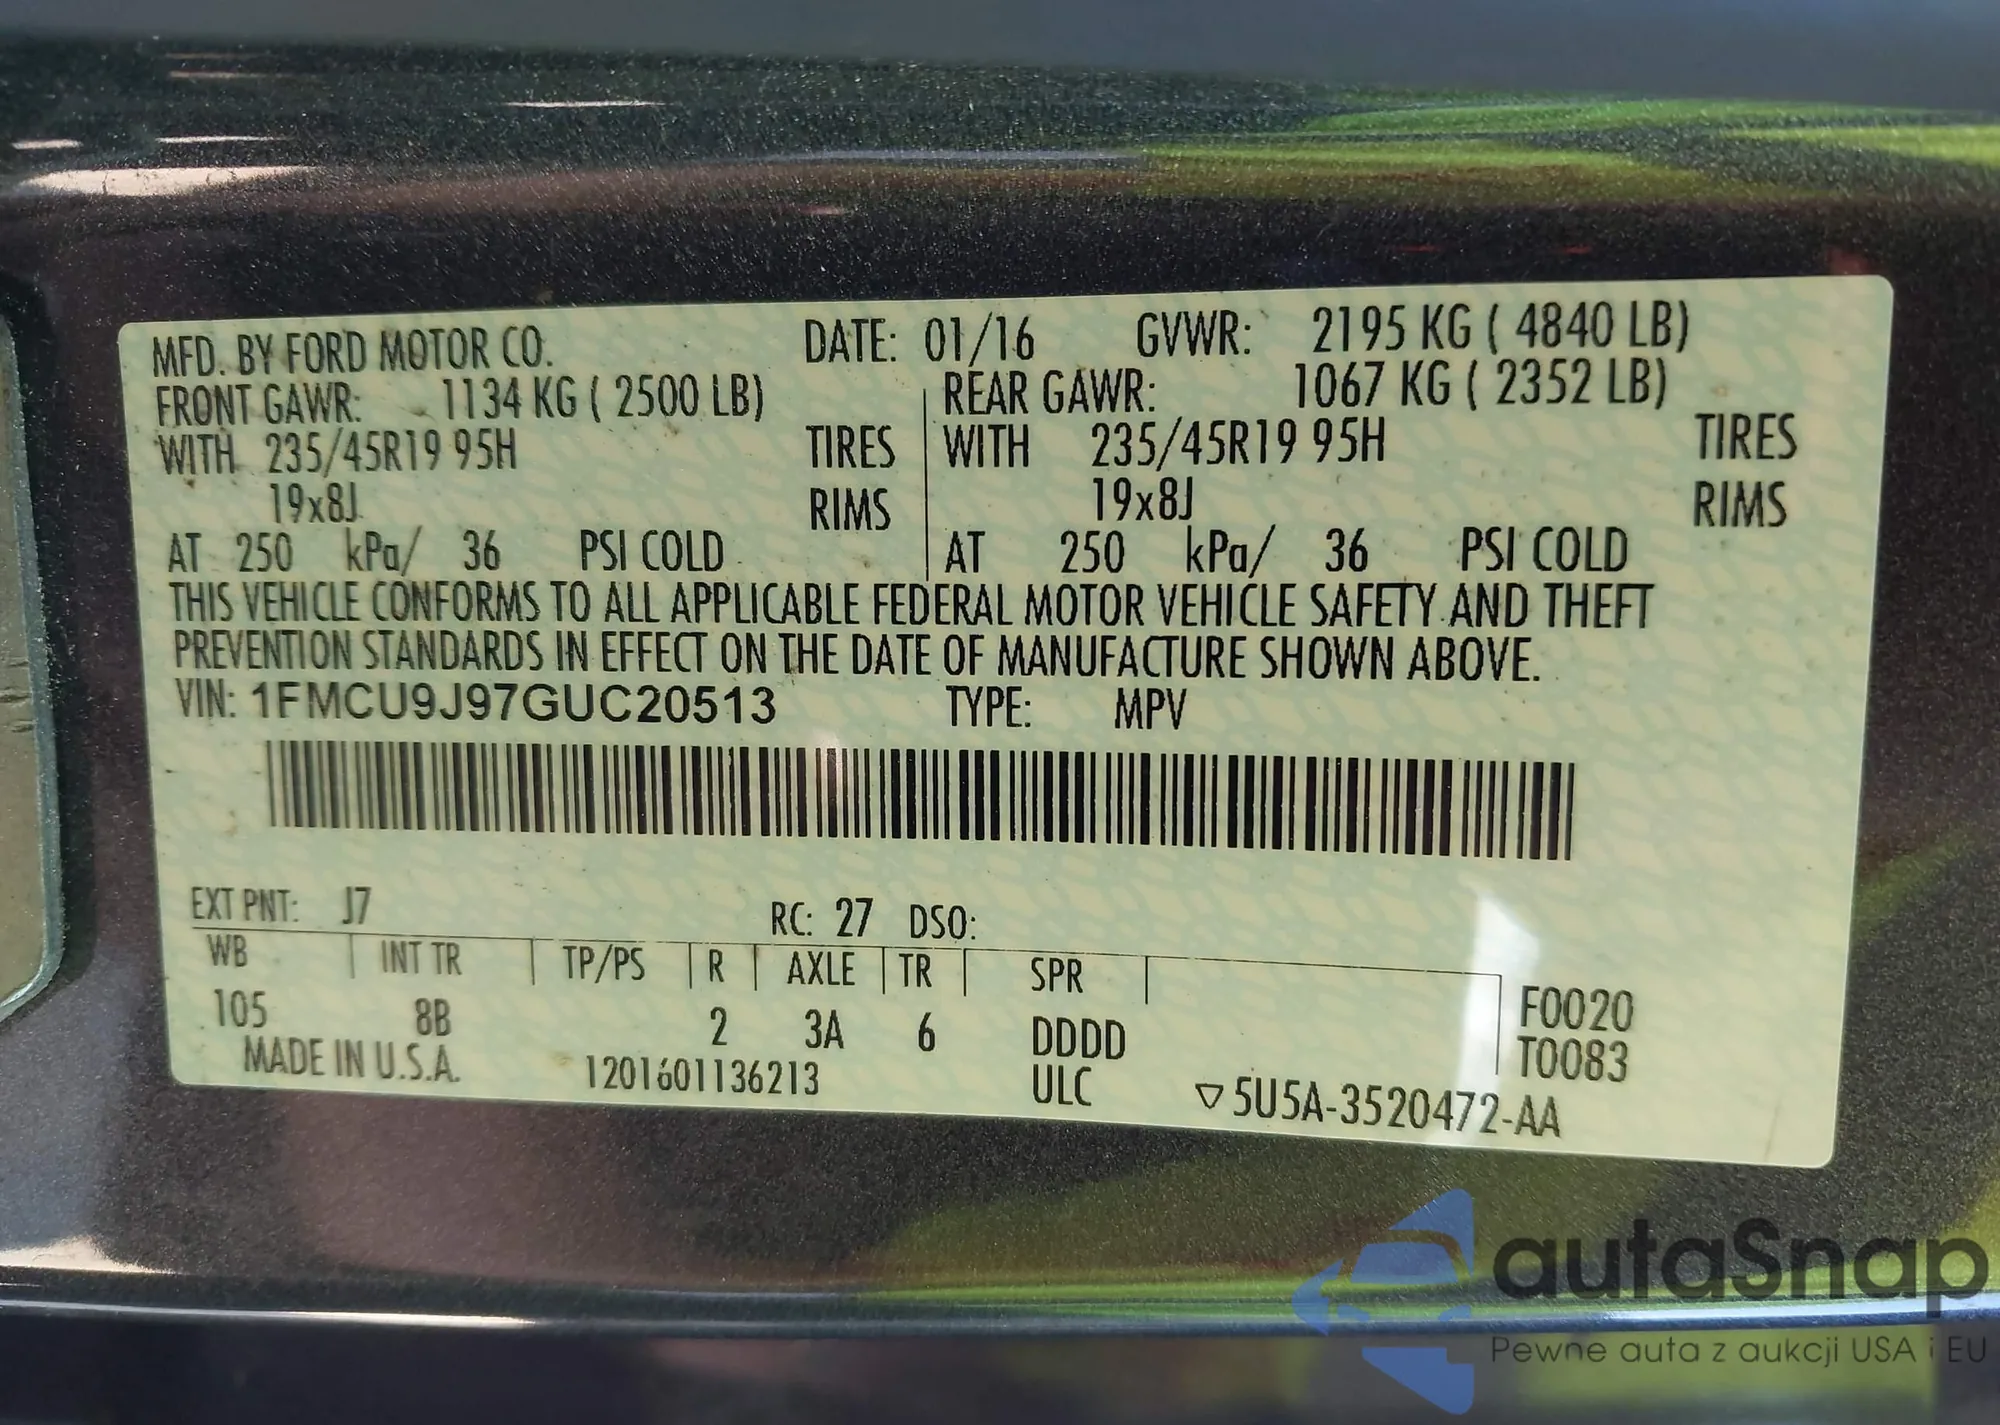 MFD. BY FORD MOTOR CO. DATE: 01/16 GVWR: 2195 KG ( 4840 LB)
FRONT GAWR: 1134 KG ( 2500 LB) REAR GAWR: 1067 KG ( 2352 LB)
WITH 235/45R19 95H TIRES WITH 235/45R19 95H TIRES
19x8J RIMS 19x8J RIMS
AT 250 kPa/ 36 PSI COLD AT 250 kPa/ 36 PSI COLD
THIS VEHICLE CONFORMS TO ALL APPLICABLE FEDERAL MOTOR VEHICLE SAFETY AND THEFT
PREVENTION STANDARDS IN EFFECT ON THE DATE OF MANUFACTURE SHOWN ABOVE.
VIN: 1FMCU9J97GUC20513 TYPE: MPV
EXT PNT: J7 RC: 27 DSO:
WB INT TR TP/PS R AXLE TR SPR
105 8B 2 3A 6 DDDD F0020
T0083
MADE IN U.S.A. 1201601136213 ULC ▽5U5A-3520472-AA
autaSnap
Pewne auta z aukcji USA i EU